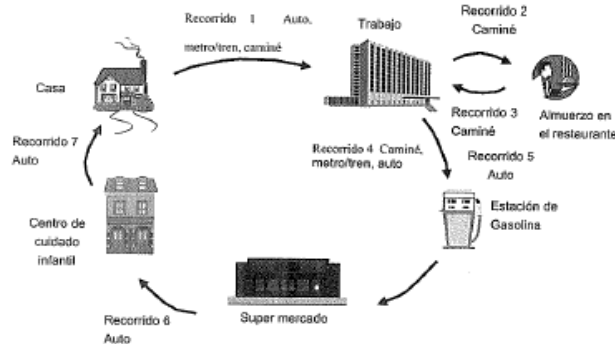 Recorrido 1 Auto,
metro/tren, caminé
Trabajo
Recorrido 2
Caminé
Casa
Recorrido 3
Caminé
Almuerzo en
el restaurante
Recorrido 7
Auto
Recorrido 4 Caminé,
metro/tren, auto
Recorrido 5
Auto
Estación de
Gasolina
Centro de
cuidado
infantil
Super mercado
Recorrido 6
Auto